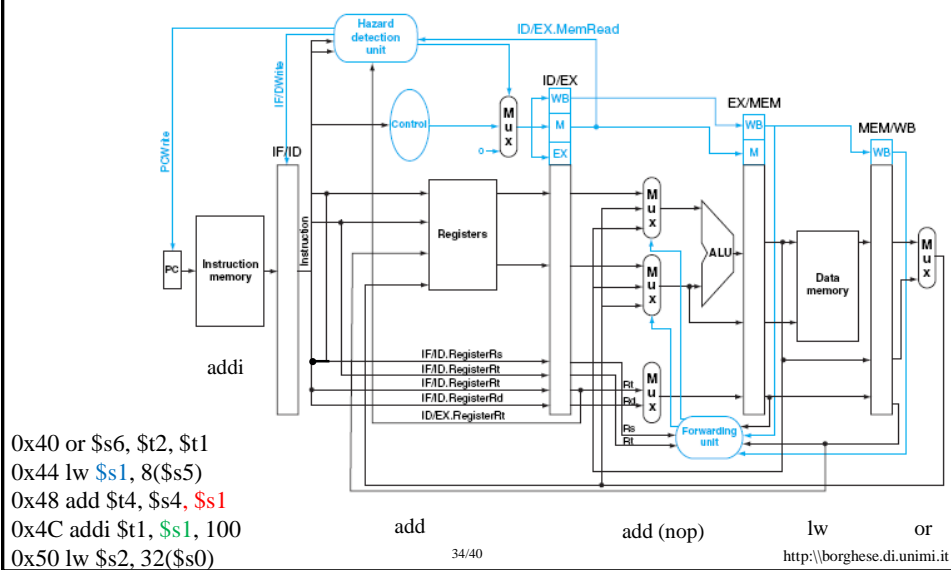 Hazard
detection
unit
ID/EX.MemRead
PCWrite
IF/DWrite
ID/EX
WB
M
EX
Control
0
M
u
x
EX/MEM
WB
M
MEM/WB
WB
IF/ID
Instruction
PC
Instruction
memory
Registers
M
u
x
M
u
x
ALU
Data
memory
M
u
x
IF/ID.RegisterRs
IF/ID.RegisterRt
IF/ID.RegisterRt
IF/ID.RegisterRd
ID/EX.RegisterRt
Rt
Rd
M
u
x
Rs
Rt
Forwarding
unit
addi
0x40 or $s6, $t2, $t1
0x44 lw $s1, 8($s5)
0x48 add $t4, $s4, $s1
0x4C addi $t1, $s1, 100
0x50 lw $s2, 32($s0)
add
add (nop)
lw
or
34/40
http:\\borghese.di.unimi.it